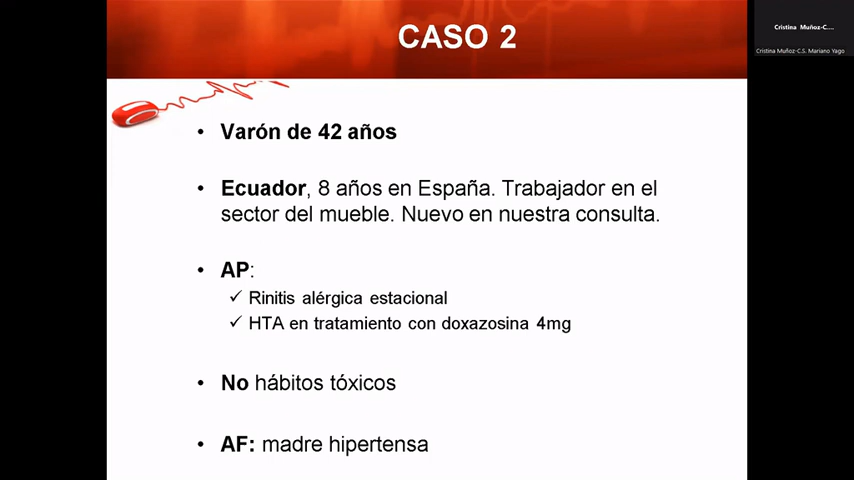 CASO 2
Cristina Muñoz-C....
Cristina Muñoz-C.S. Mariano Yago
• Varón de 42 años
• Ecuador, 8 años en España. Trabajador en el
sector del mueble. Nuevo en nuestra consulta.
• AP:
✓ Rinitis alérgica estacional
✓ HTA en tratamiento con doxazosina 4mg
• No hábitos tóxicos
• AF: madre hipertensa